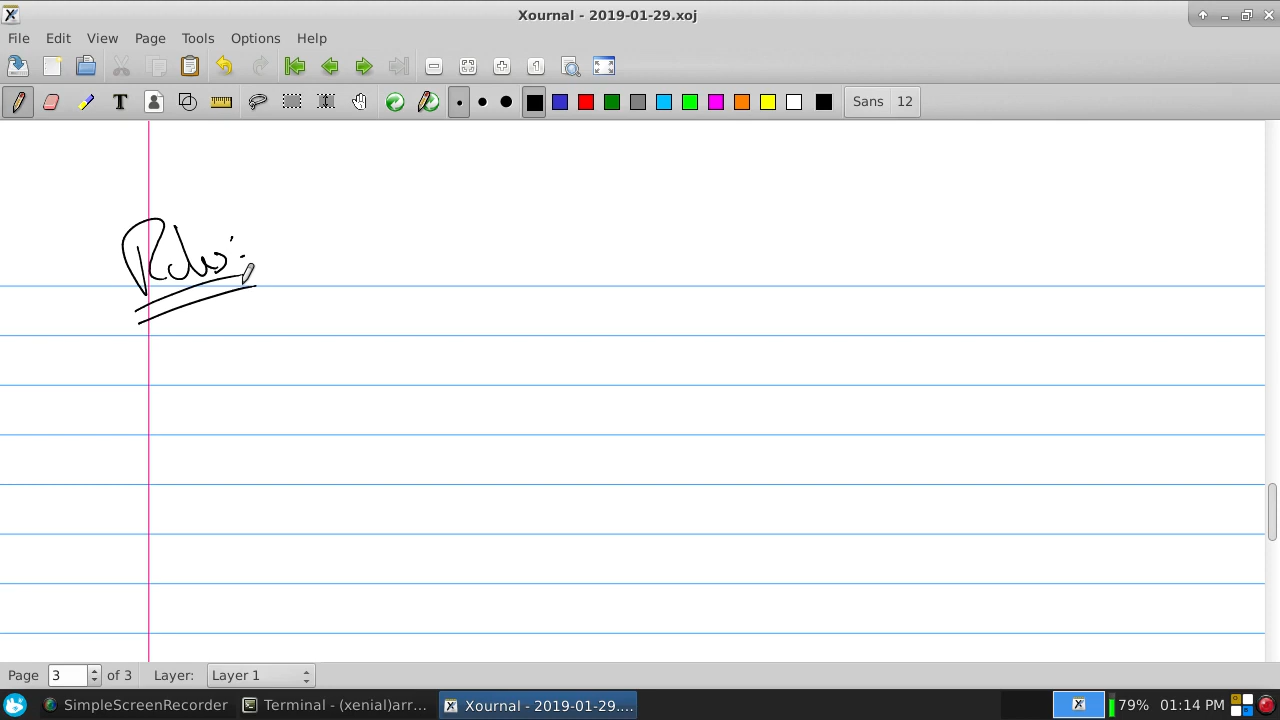 Xournal - 2019-01-29.xoj
File Edit View Page Tools Options Help
Sans 12
Rules:
Page 3 of 3 Layer: Layer 1
SimpleScreenRecorder Terminal - (xenial)arr... Xournal - 2019-01-29.... 79% 01:14 PM